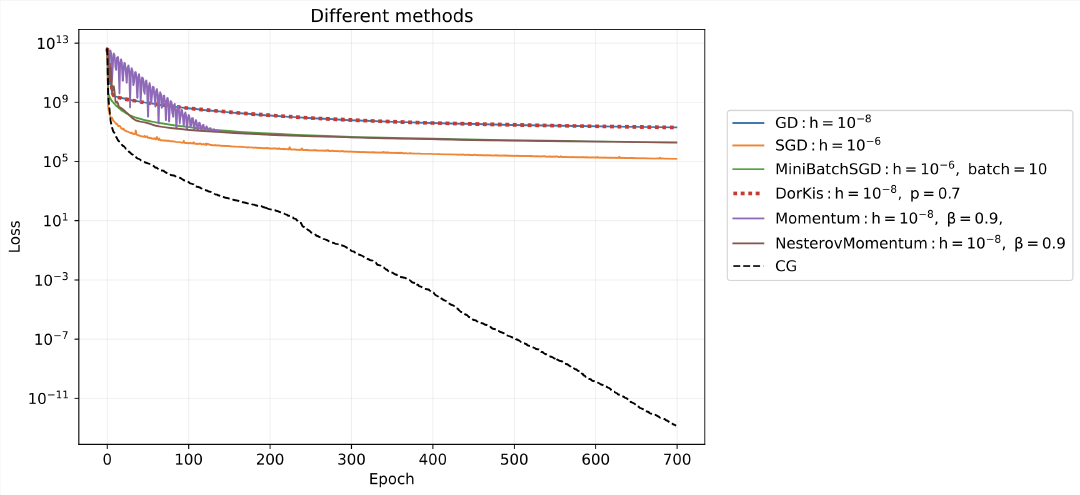 Different methods
10^13
10^9
10^5
10^1
10^−3
10^−7
10^−11
Loss
0 100 200 300 400 500 600 700
Epoch
GD : h = 10^−8
SGD : h = 10^−6
MiniBatchSGD : h = 10^−6, batch = 10
DorKis : h = 10^−8, p = 0.7
Momentum : h = 10^−8, β = 0.9,
NesterovMomentum : h = 10^−8, β = 0.9
CG